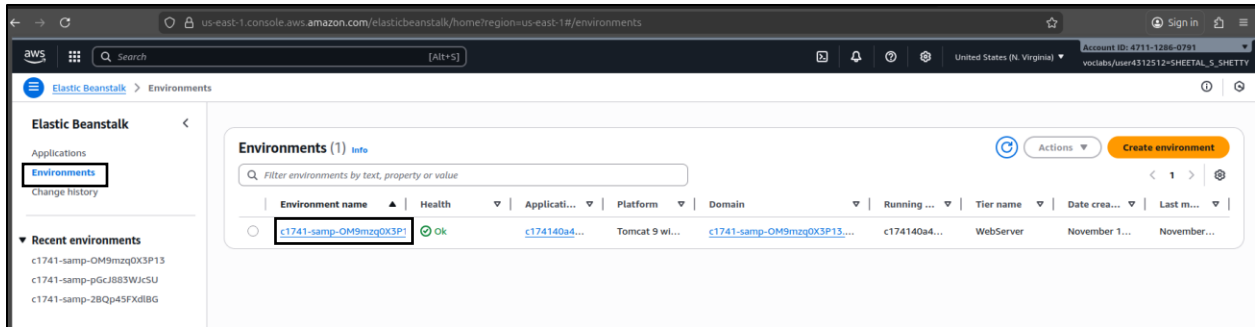 us-east-1.console.aws.amazon.com/elasticbeanstalk/home?region=us-east-1#/environments
Sign in
aws
Search
[Alt+S]
United States (N. Virginia)
Account ID: 4711-1286-0791
voclabs/user4312512=SHEETAL_S_SHETTY
Elastic Beanstalk > Environments
Elastic Beanstalk
Applications
Environments
Change history
Recent environments
c1741-samp-OM9mzq0X3P13
c1741-samp-pGcJ883WJcSU
c1741-samp-2BQp45FXdlBG
Environments (1) Info
Actions
Create environment
Filter environments by text, property or value
1
Environment name Health Applicati... Platform Domain Running ... Tier name Date crea... Last m...
c1741-samp-OM9mzq0X3P1 Ok c174140a4... Tomcat 9 wi... c1741-samp-OM9mzq0X3P13.... c174140a4... WebServer November 1... November...